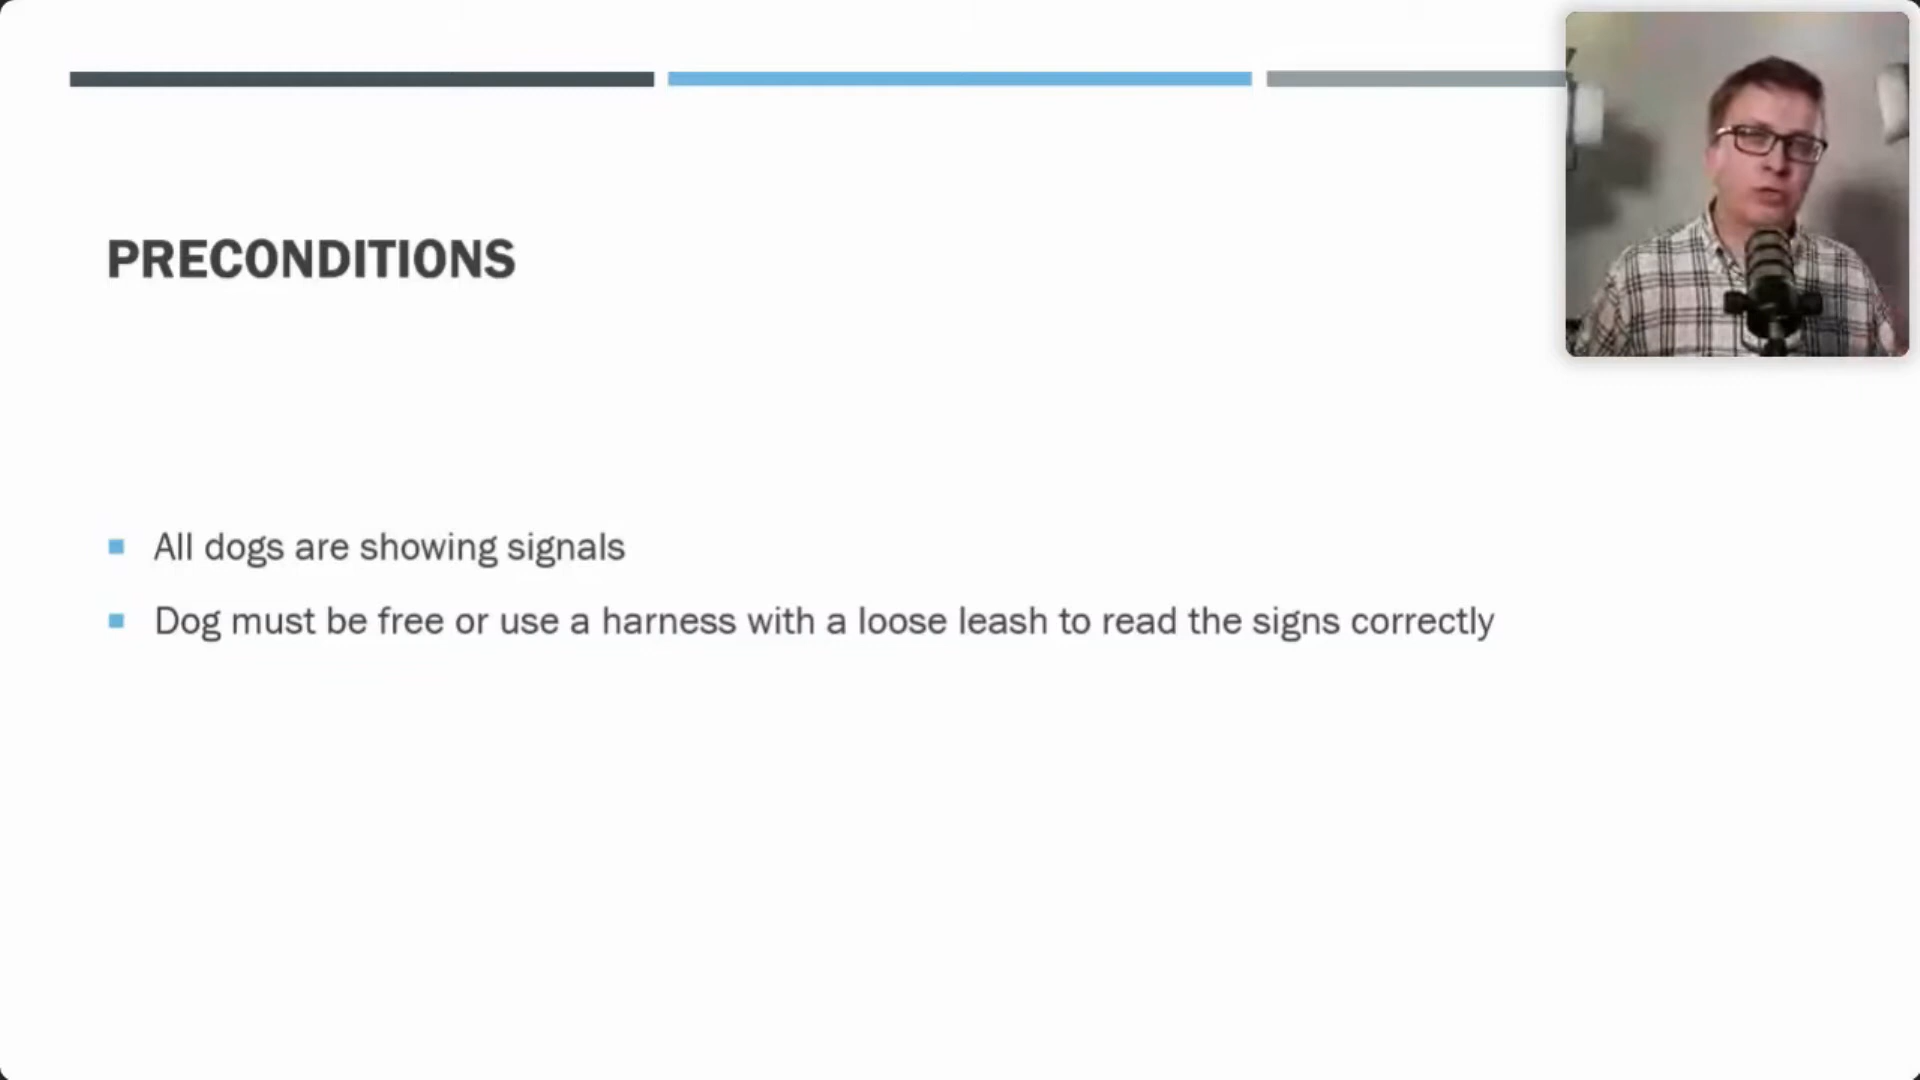 PRECONDITIONS
All dogs are showing signals
Dog must be free or use a harness with a loose leash to read the signs correctly